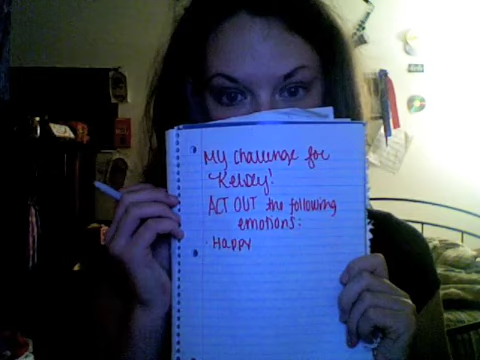 My challenge for
Kelsey!
ACT OUT the following
emotions:
· Happy